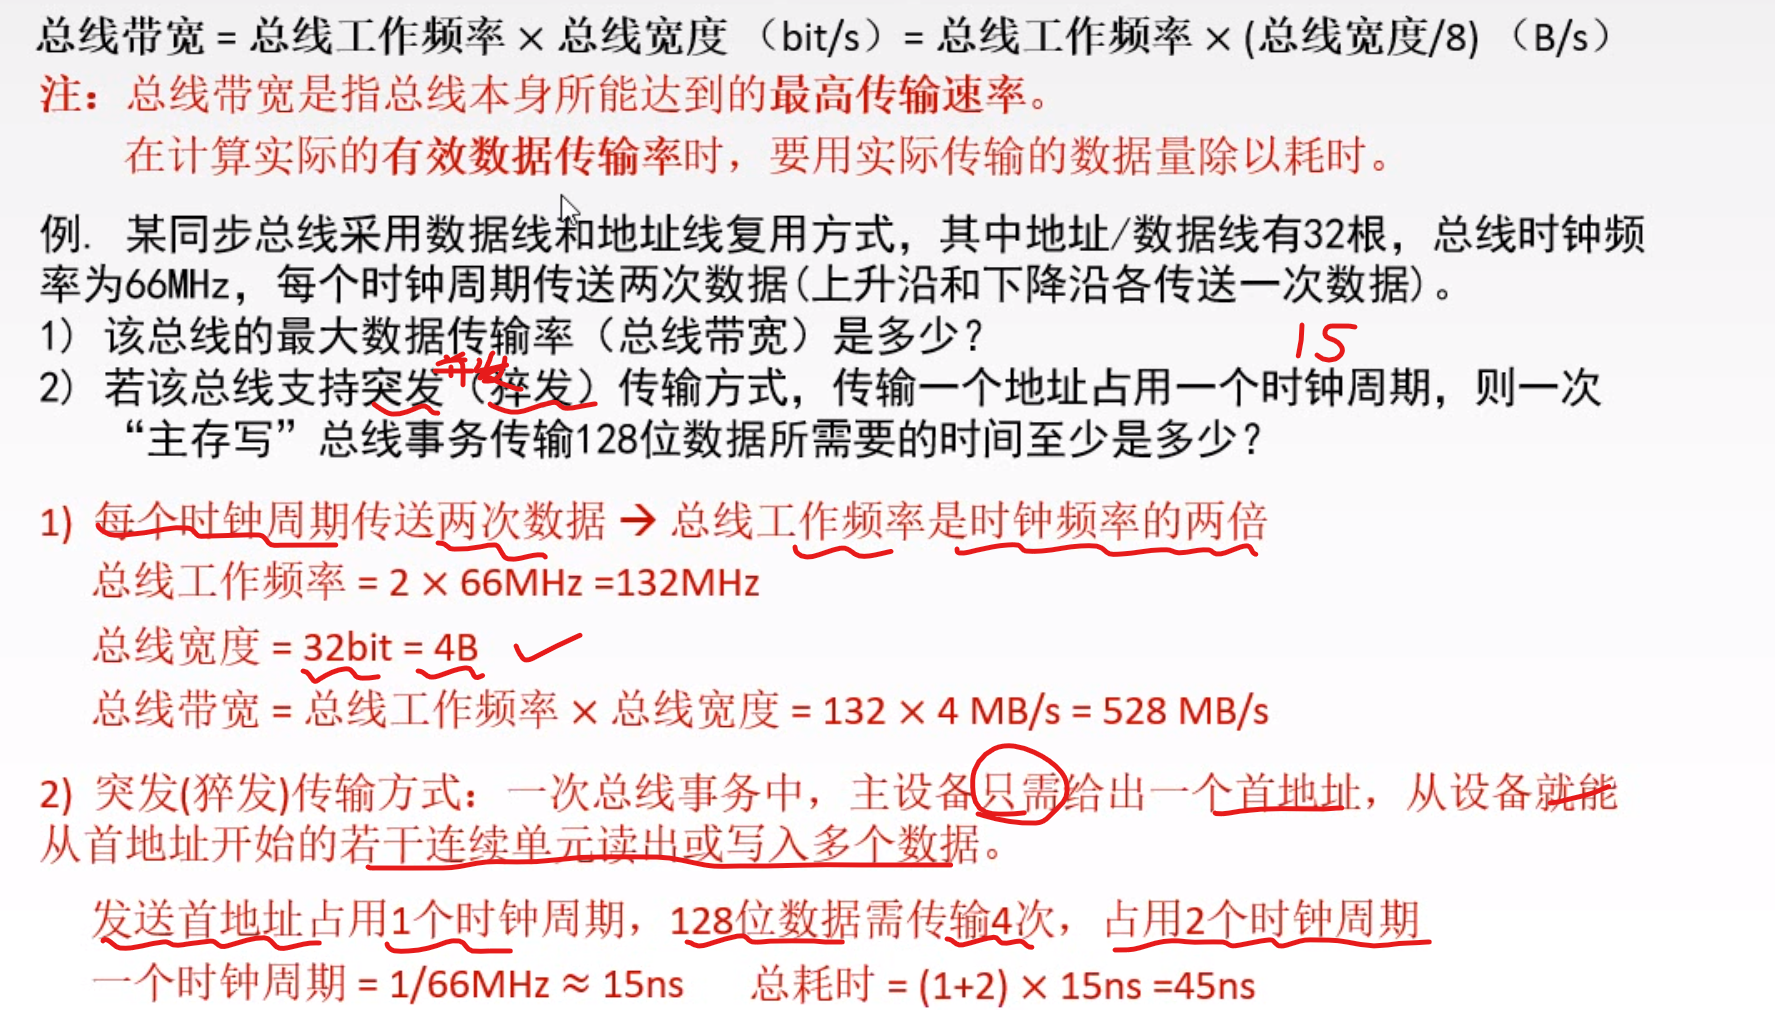 总线带宽 = 总线工作频率 × 总线宽度 （bit/s）= 总线工作频率 × (总线宽度/8) （B/s）
注：总线带宽是指总线本身所能达到的最高传输速率。
在计算实际的有效数据传输率时，要用实际传输的数据量除以耗时。
例. 某同步总线采用数据线和地址线复用方式，其中地址/数据线有32根，总线时钟频
率为66MHz，每个时钟周期传送两次数据(上升沿和下降沿各传送一次数据)。
1) 该总线的最大数据传输率（总线带宽）是多少？
15
2) 若该总线支持突发（猝发）传输方式，传输一个地址占用一个时钟周期，则一次
“主存写”总线事务传输128位数据所需要的时间至少是多少？
1) 每个时钟周期传送两次数据 → 总线工作频率是时钟频率的两倍
总线工作频率 = 2 × 66MHz =132MHz
总线宽度 = 32bit = 4B
总线带宽 = 总线工作频率 × 总线宽度 = 132 × 4 MB/s = 528 MB/s
2) 突发(猝发)传输方式：一次总线事务中，主设备只需给出一个首地址，从设备就能
从首地址开始的若干连续单元读出或写入多个数据。
发送首地址占用1个时钟周期，128位数据需传输4次，占用2个时钟周期
一个时钟周期 = 1/66MHz ≈ 15ns 总耗时 = (1+2) × 15ns =45ns